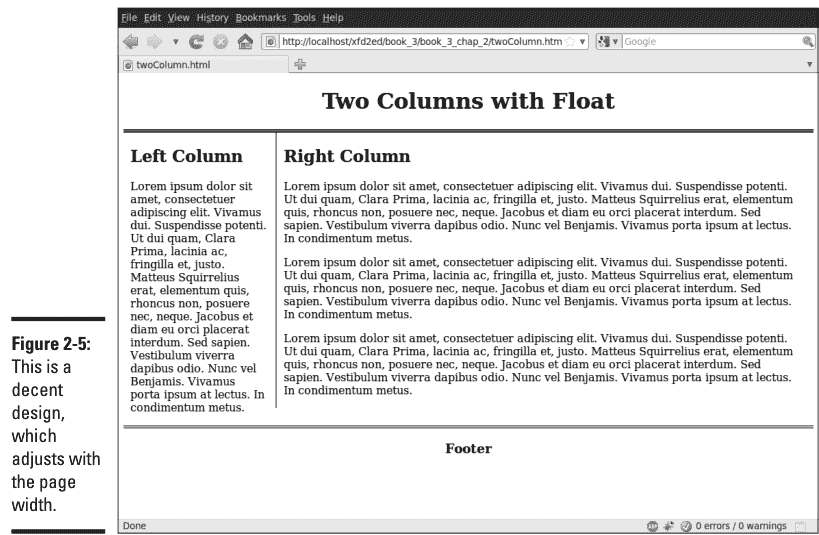 File Edit View History Bookmarks Tools Help
http://localhost/xfd2ed/book_3/book_3_chap_2/twoColumn.htm
Google
twoColumn.html
Two Columns with Float
Left Column
Lorem ipsum dolor sit
amet, consectetuer
adipiscing elit. Vivamus
dui. Suspendisse potenti.
Ut dui quam, Clara
Prima, lacinia ac,
fringilla et, justo.
Matteus Squirrelius
erat, elementum quis,
rhoncus non, posuere
nec, neque. Jacobus et
diam eu orci placerat
interdum. Sed sapien.
Vestibulum viverra
dapibus odio. Nunc vel
Benjamis. Vivamus
porta ipsum at lectus. In
condimentum metus.
Right Column
Lorem ipsum dolor sit amet, consectetuer adipiscing elit. Vivamus dui. Suspendisse potenti.
Ut dui quam, Clara Prima, lacinia ac, fringilla et, justo. Matteus Squirrelius erat, elementum
quis, rhoncus non, posuere nec, neque. Jacobus et diam eu orci placerat interdum. Sed
sapien. Vestibulum viverra dapibus odio. Nunc vel Benjamis. Vivamus porta ipsum at lectus.
In condimentum metus.
Lorem ipsum dolor sit amet, consectetuer adipiscing elit. Vivamus dui. Suspendisse potenti.
Ut dui quam, Clara Prima, lacinia ac, fringilla et, justo. Matteus Squirrelius erat, elementum
quis, rhoncus non, posuere nec, neque. Jacobus et diam eu orci placerat interdum. Sed
sapien. Vestibulum viverra dapibus odio. Nunc vel Benjamis. Vivamus porta ipsum at lectus.
In condimentum metus.
Lorem ipsum dolor sit amet, consectetuer adipiscing elit. Vivamus dui. Suspendisse potenti.
Ut dui quam, Clara Prima, lacinia ac, fringilla et, justo. Matteus Squirrelius erat, elementum
quis, rhoncus non, posuere nec, neque. Jacobus et diam eu orci placerat interdum. Sed
sapien. Vestibulum viverra dapibus odio. Nunc vel Benjamis. Vivamus porta ipsum at lectus.
In condimentum metus.
Footer
Done
0 errors / 0 warnings
Figure 2-5:
This is a
decent
design,
which
adjusts with
the page
width.